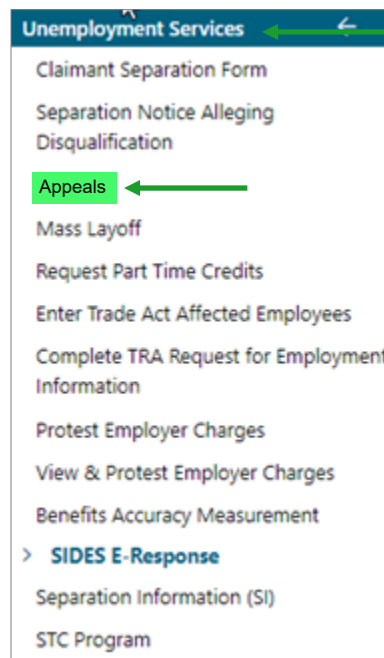 Unemployment Services
Claimant Separation Form
Separation Notice Alleging
Disqualification
Appeals
Mass Layoff
Request Part Time Credits
Enter Trade Act Affected Employees
Complete TRA Request for Employment
Information
Protest Employer Charges
View & Protest Employer Charges
Benefits Accuracy Measurement
SIDES E-Response
Separation Information (SI)
STC Program